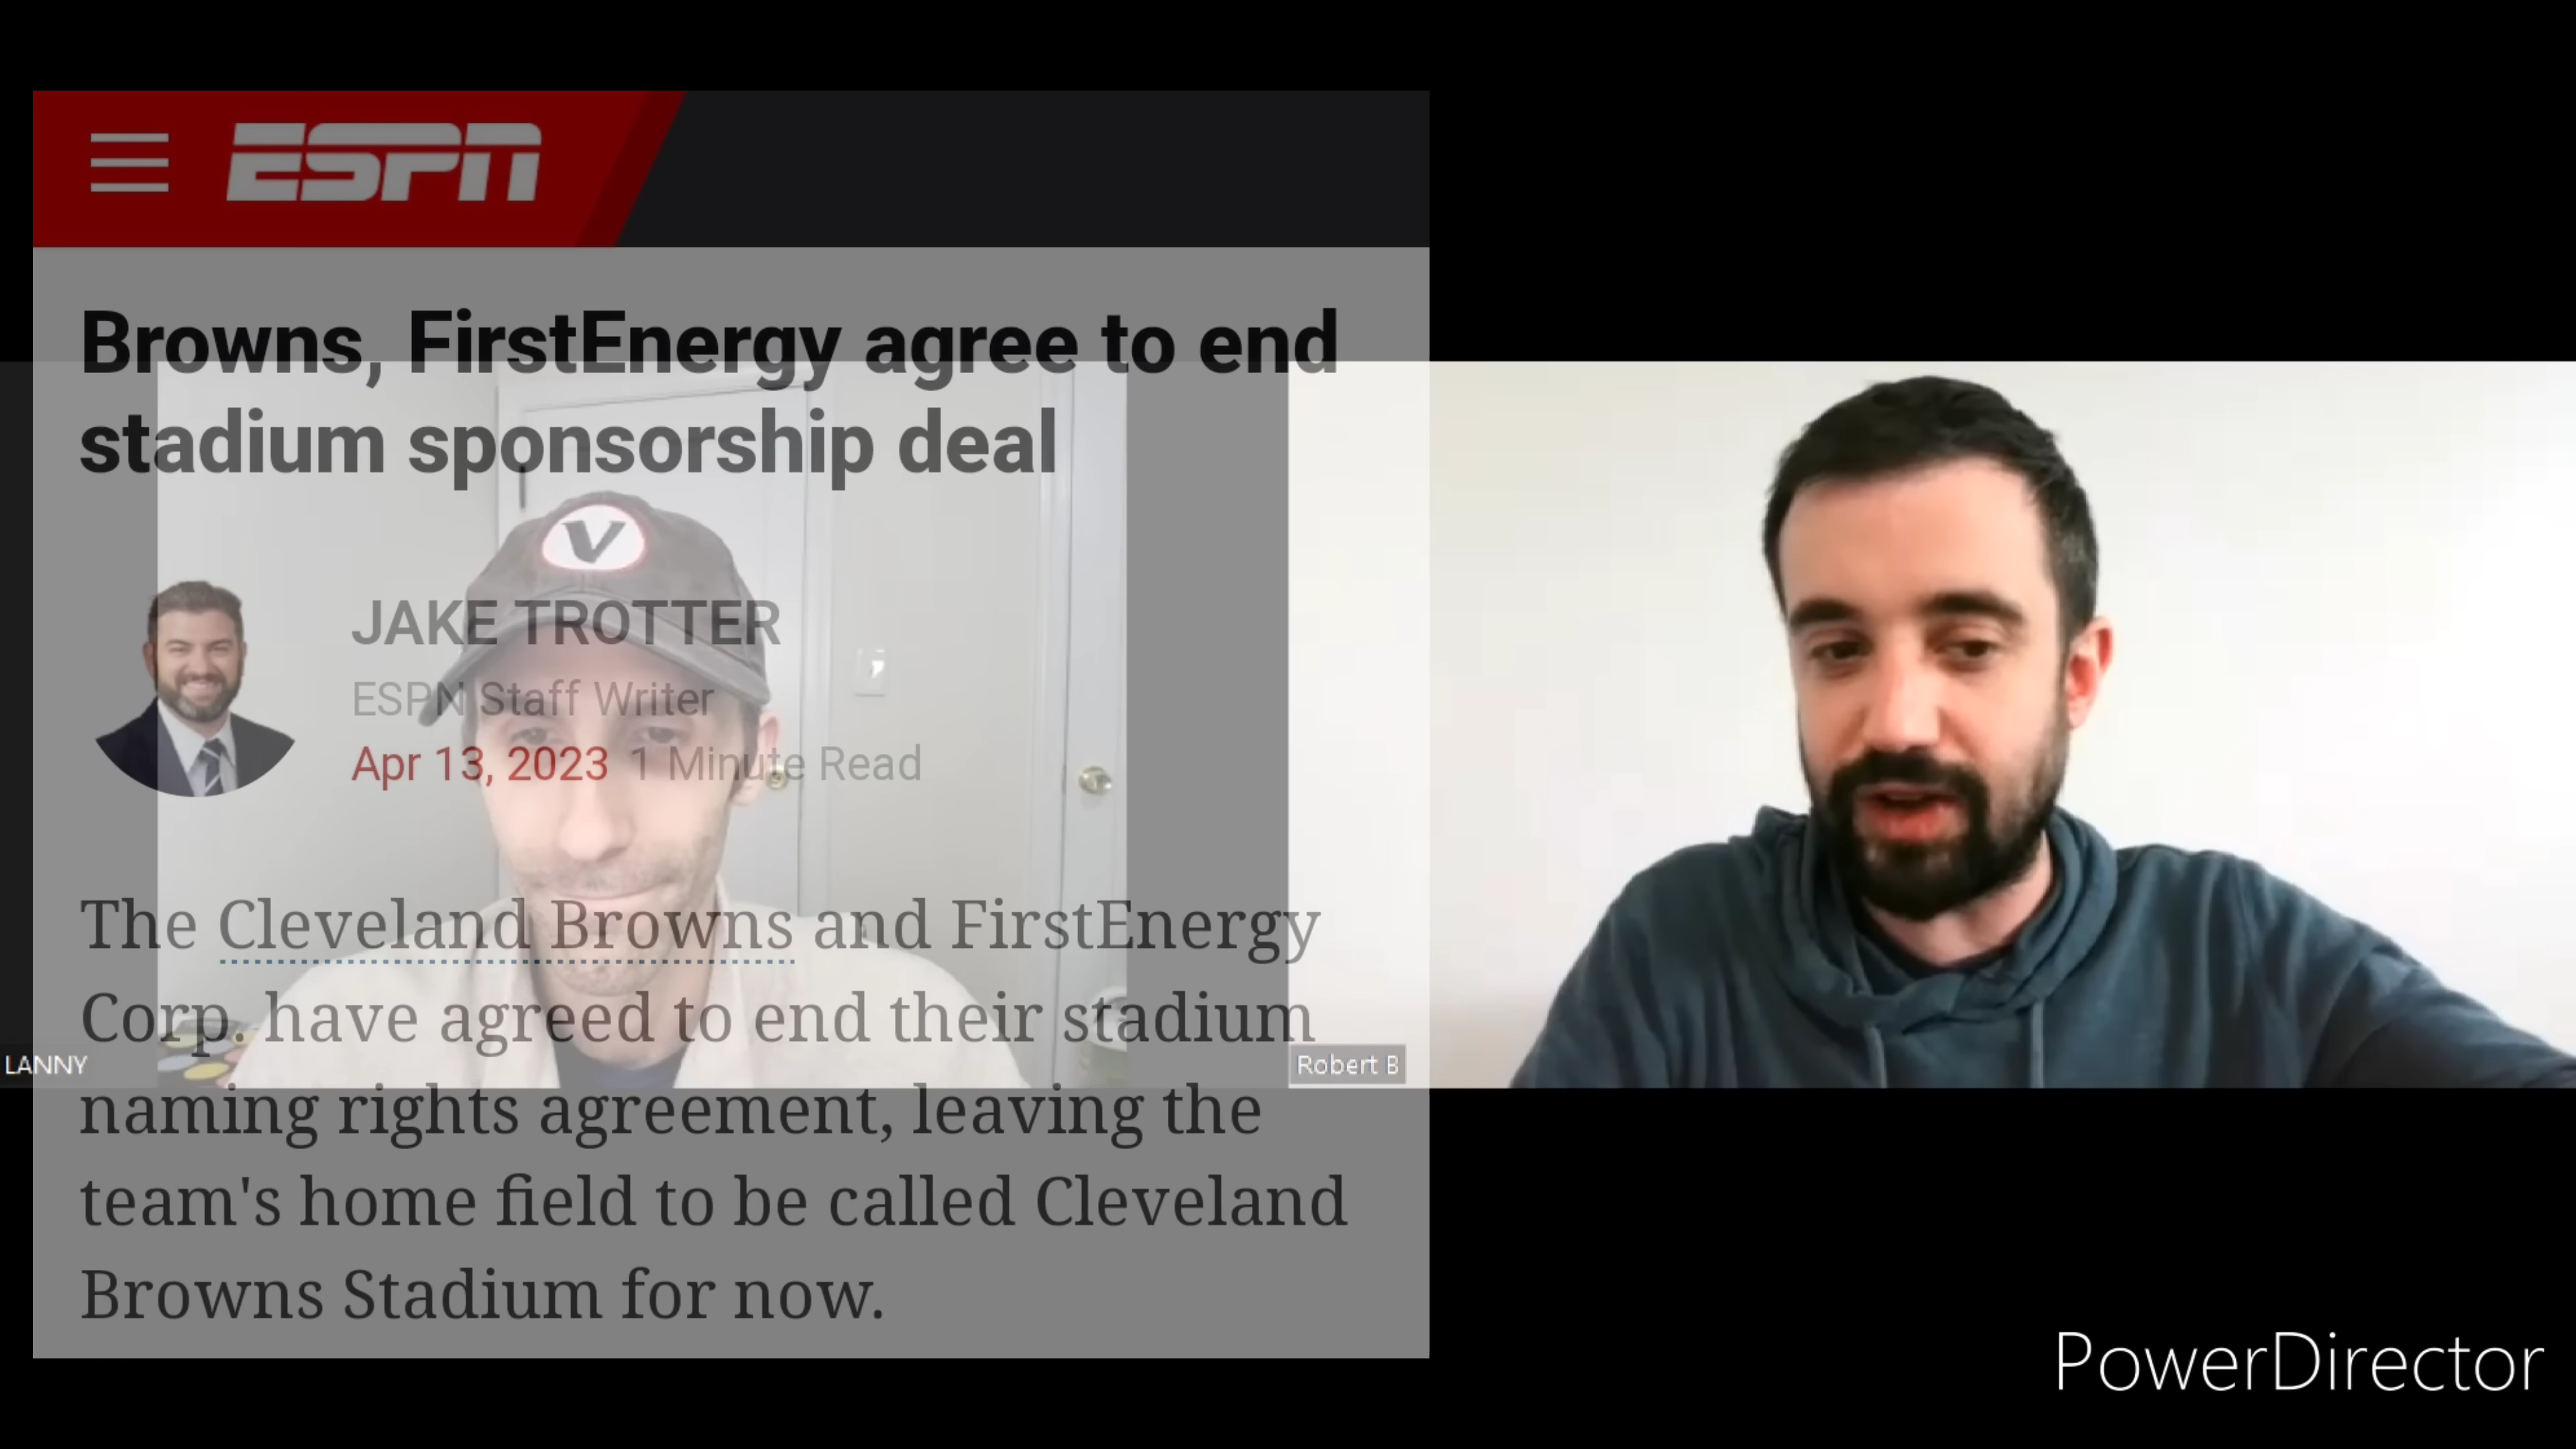 ESPN
Browns, FirstEnergy agree to end
stadium sponsorship deal
V
JAKE TROTTER
ESPN Staff Writer
Apr 13, 2023 1 Minute Read
The Cleveland Browns and FirstEnergy
Corp. have agreed to end their stadium
naming rights agreement, leaving the
team's home field to be called Cleveland
Browns Stadium for now.
LANNY
Robert B
PowerDirector